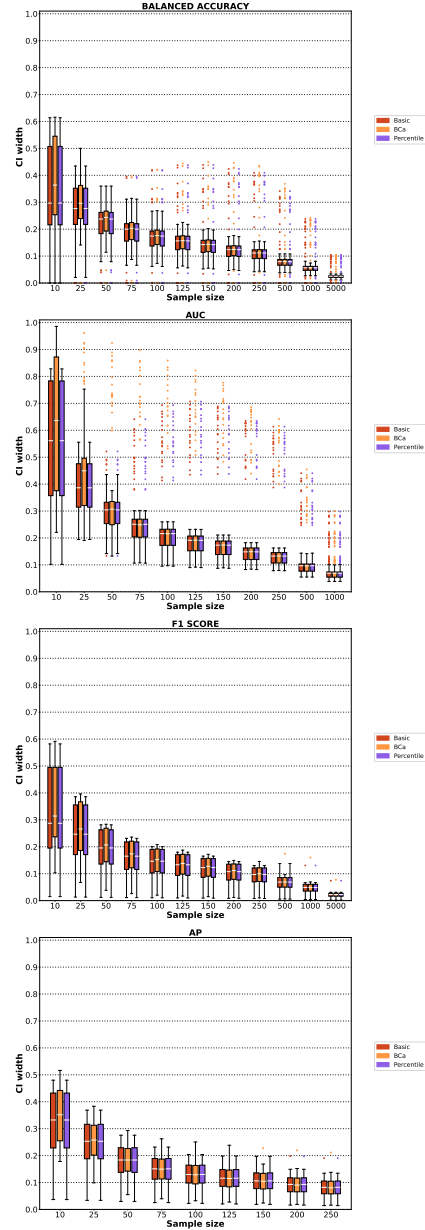 BALANCED ACCURACY
1.0
0.9
0.8
0.7
0.6
0.5
0.4
0.3
0.2
0.1
0.0
CI width
10 25 50 75 100 125 150 200 250 500 1000 5000
Sample size
Basic
BCa
Percentile
AUC
1.0
0.9
0.8
0.7
0.6
0.5
0.4
0.3
0.2
0.1
0.0
CI width
10 25 50 75 100 125 150 200 250 500 1000
Sample size
Basic
BCa
Percentile
F1 SCORE
1.0
0.9
0.8
0.7
0.6
0.5
0.4
0.3
0.2
0.1
0.0
CI width
10 25 50 75 100 125 150 200 250 500 1000 5000
Sample size
Basic
BCa
Percentile
AP
1.0
0.9
0.8
0.7
0.6
0.5
0.4
0.3
0.2
0.1
0.0
CI width
10 25 50 75 100 125 150 200 250
Sample size
Basic
BCa
Percentile